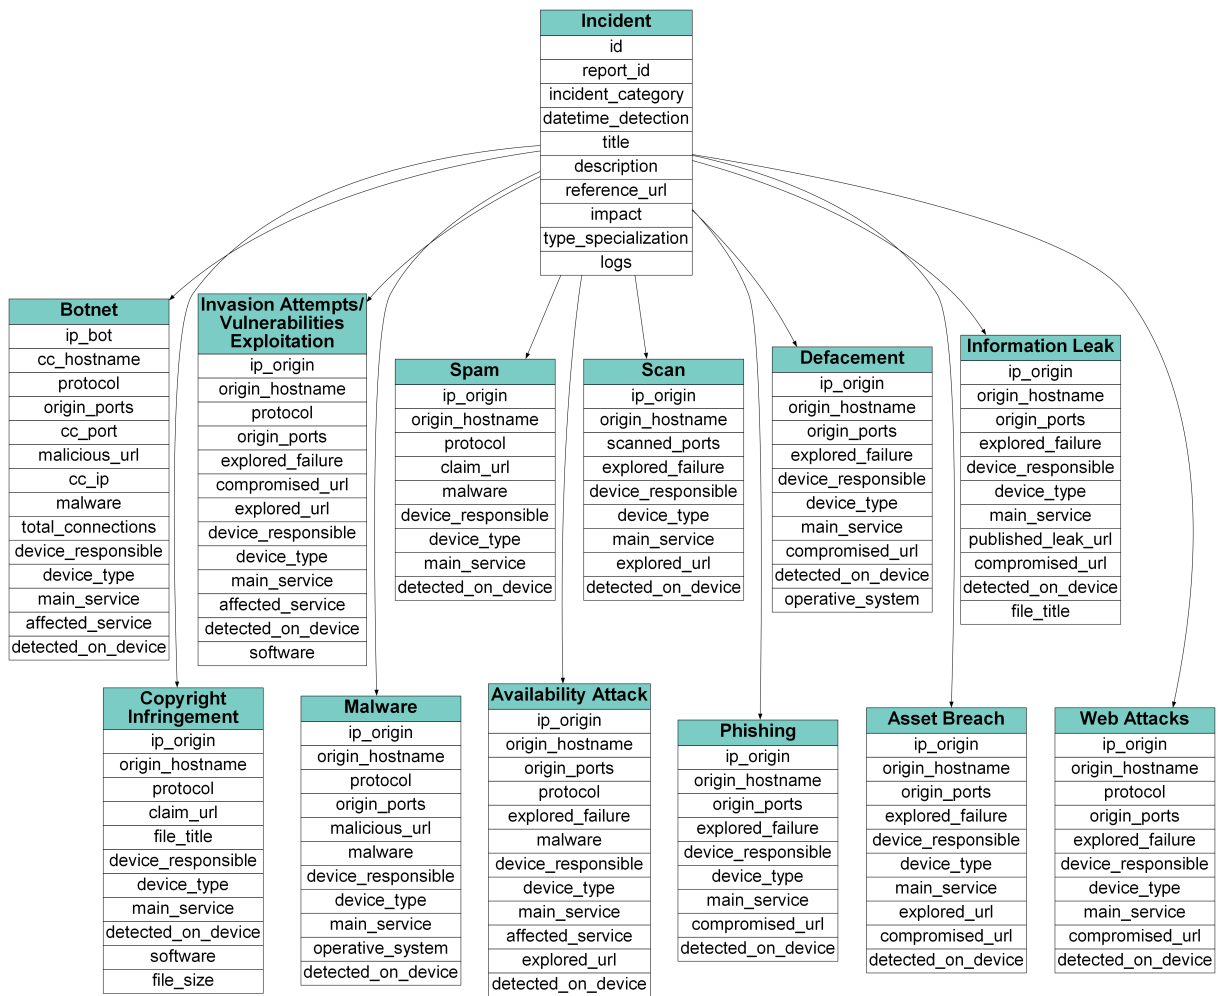 Incident
id
report_id
incident_category
datetime_detection
title
description
reference_url
impact
type_specialization
logs
Botnet
ip_bot
cc_hostname
protocol
origin_ports
cc_port
malicious_url
cc_ip
malware
total_connections
device_responsible
device_type
main_service
affected_service
detected_on_device
Invasion Attempts/
Vulnerabilities
Exploitation
ip_origin
origin_hostname
protocol
origin_ports
explored_failure
compromised_url
explored_url
device_responsible
device_type
main_service
affected_service
detected_on_device
software
Spam
ip_origin
origin_hostname
protocol
claim_url
malware
device_responsible
device_type
main_service
detected_on_device
Scan
ip_origin
origin_hostname
scanned_ports
explored_failure
device_responsible
device_type
main_service
explored_url
detected_on_device
Defacement
ip_origin
origin_hostname
origin_ports
explored_failure
device_responsible
device_type
main_service
compromised_url
detected_on_device
operative_system
Information Leak
ip_origin
origin_hostname
origin_ports
explored_failure
device_responsible
device_type
main_service
published_leak_url
compromised_url
detected_on_device
file_title
Copyright
Infringement
ip_origin
origin_hostname
protocol
claim_url
file_title
device_responsible
device_type
main_service
detected_on_device
software
file_size
Malware
ip_origin
origin_hostname
protocol
origin_ports
malicious_url
malware
device_responsible
device_type
main_service
operative_system
detected_on_device
Availability Attack
ip_origin
origin_hostname
origin_ports
protocol
explored_failure
malware
device_responsible
device_type
main_service
affected_service
explored_url
detected_on_device
Phishing
ip_origin
origin_hostname
origin_ports
explored_failure
device_responsible
device_type
main_service
compromised_url
detected_on_device
Asset Breach
ip_origin
origin_hostname
origin_ports
explored_failure
device_responsible
device_type
main_service
explored_url
compromised_url
detected_on_device
Web Attacks
ip_origin
origin_hostname
protocol
origin_ports
explored_failure
device_responsible
device_type
main_service
compromised_url
detected_on_device